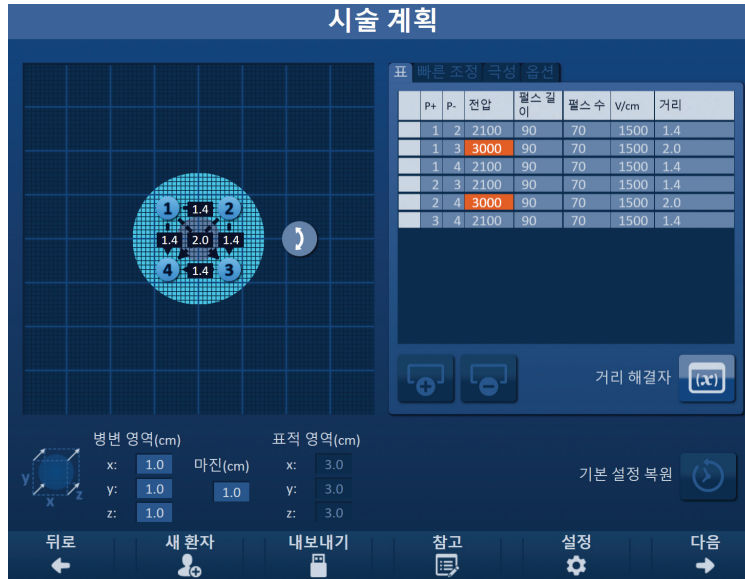 시술 계획
표 빠른 조정 극성 옵션
P+ P- 전압 펄스 길이 펄스 수 V/cm 거리
1 2 2100 90 70 1500 1.4
1 3 3000 90 70 1500 2.0
1 4 2100 90 70 1500 1.4
2 3 2100 90 70 1500 1.4
2 4 3000 90 70 1500 2.0
3 4 2100 90 70 1500 1.4
1 1.4 2
1.4 2.0 1.4
4 1.4 3
거리 해결자 (x)
병변 영역(cm) 표적 영역(cm)
x: 1.0 마진(cm) x: 3.0
y: 1.0 1.0 y: 3.0
z: 1.0 z: 3.0
y x z
기본 설정 복원
뒤로 새 환자 내보내기 참고 설정 다음